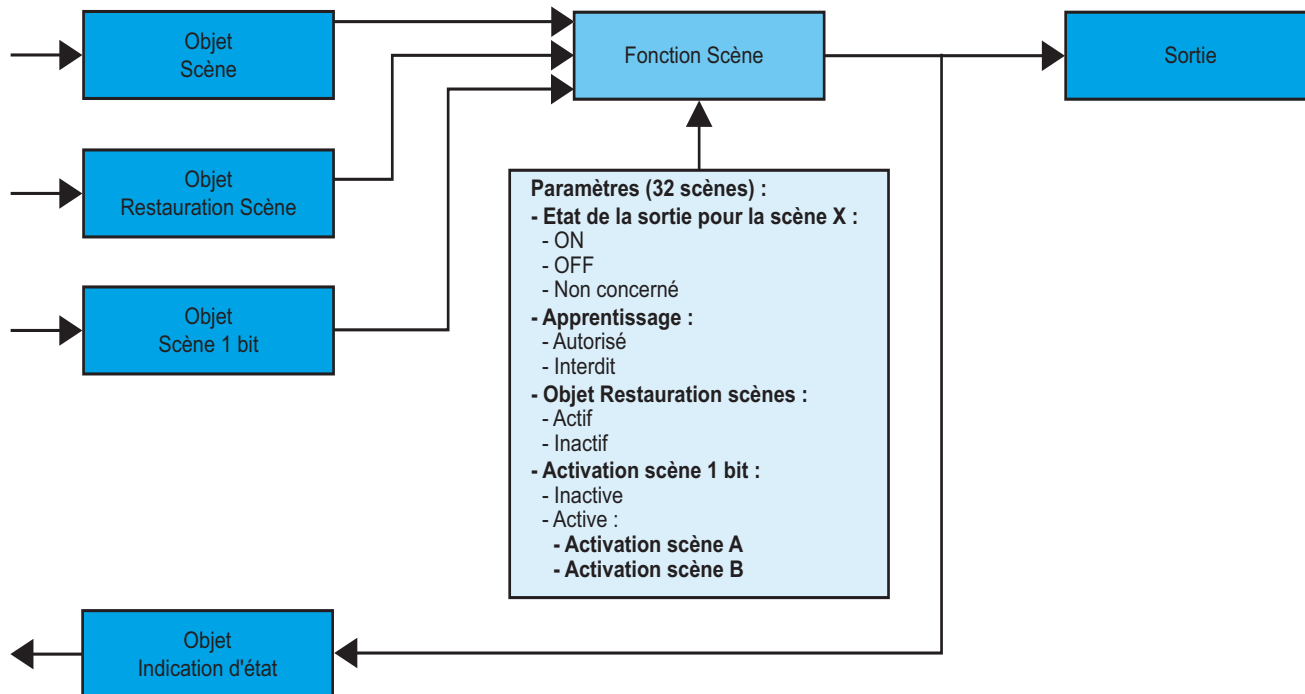 Objet
Scène
Fonction Scène
Sortie
Objet
Restauration Scène
Objet
Scène 1 bit
Paramètres (32 scènes) :
- Etat de la sortie pour la scène X :
- ON
- OFF
- Non concerné
- Apprentissage :
- Autorisé
- Interdit
- Objet Restauration scènes :
- Actif
- Inactif
- Activation scène 1 bit :
- Inactive
- Active :
- Activation scène A
- Activation scène B
Objet
Indication d'état